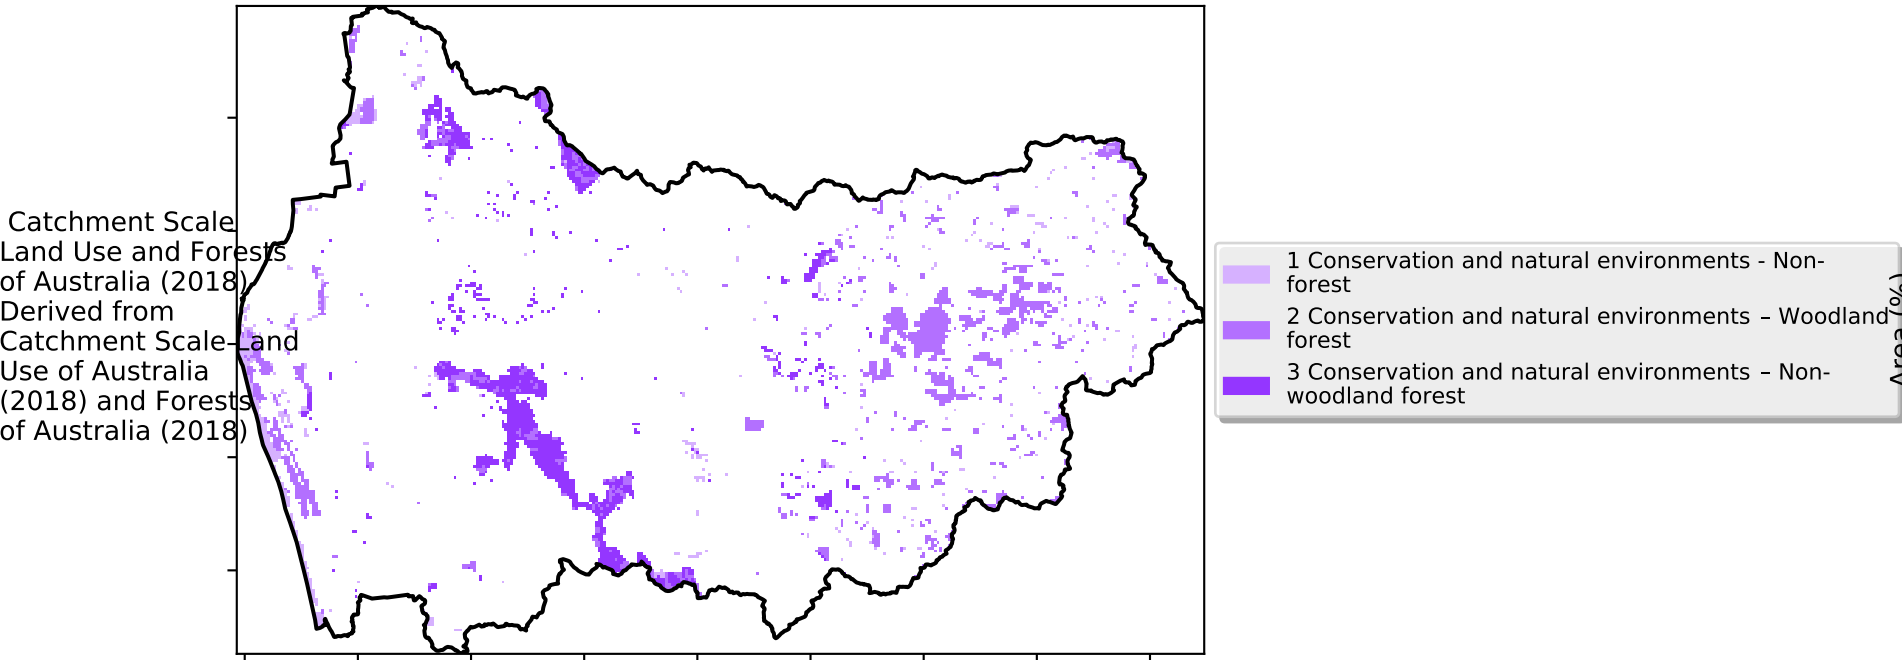 Catchment Scale
Land Use and Forests
of Australia (2018)
Derived from
Catchment Scale Land
Use of Australia
(2018) and Forests
of Australia (2018)
1 Conservation and natural environments - Non-
forest
2 Conservation and natural environments – Woodland
forest
3 Conservation and natural environments – Non-
woodland forest
Area (%)